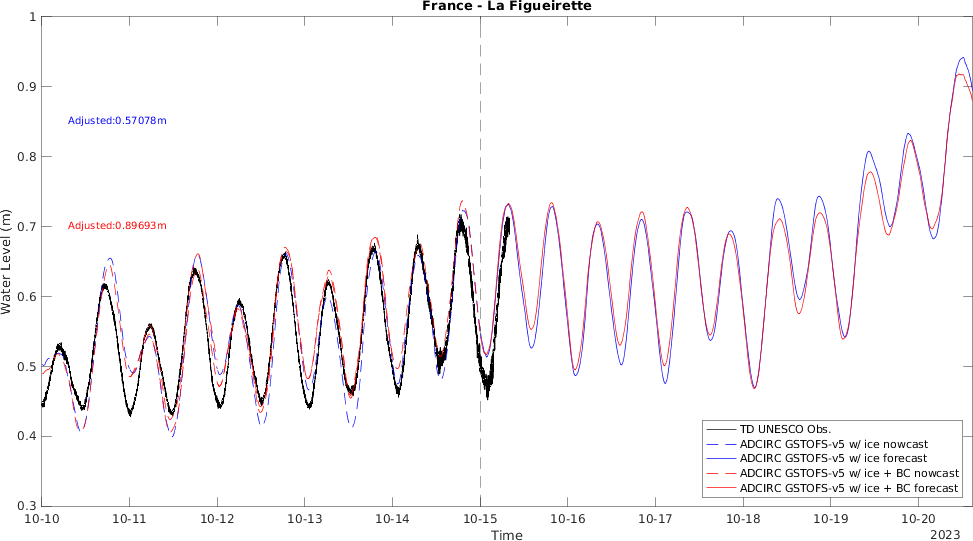 France - La Figueirette
1
0.9
0.8
0.7
0.6
0.5
0.4
0.3
Water Level (m)
Adjusted:0.57078m
Adjusted:0.89693m
TD UNESCO Obs.
ADCIRC GSTOFS-v5 w/ ice nowcast
ADCIRC GSTOFS-v5 w/ ice forecast
ADCIRC GSTOFS-v5 w/ ice + BC nowcast
ADCIRC GSTOFS-v5 w/ ice + BC forecast
10-10 10-11 10-12 10-13 10-14 10-15 10-16 10-17 10-18 10-19 10-20
2023
Time